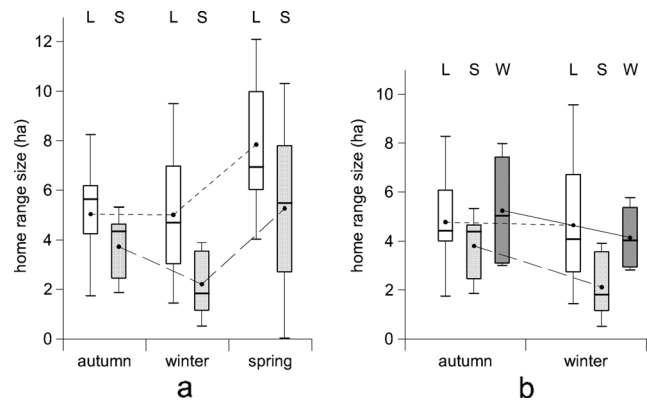 L S L S L S
home range size (ha)
12
10
8
6
4
2
0
autumn winter spring
a
L S W L S W
home range size (ha)
10
8
6
4
2
0
autumn winter
b